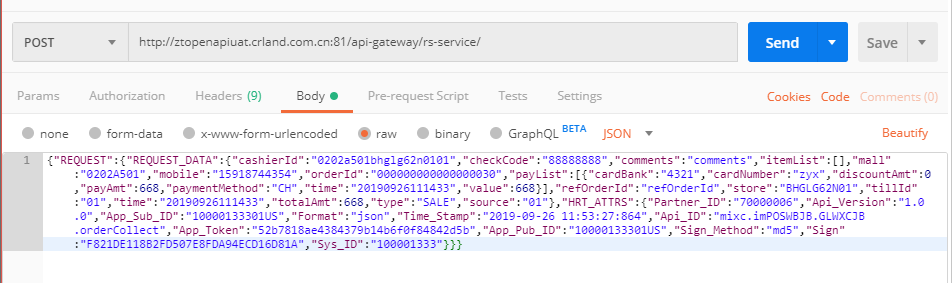 POST http://ztopenapiuat.crland.com.cn:81/api-gateway/rs-service/ Send Save
Params Authorization Headers (9) Body Pre-request Script Tests Settings Cookies Code Comments (0)
none form-data x-www-form-urlencoded raw binary GraphQL BETA JSON Beautify
1 {"REQUEST":{"REQUEST_DATA":{"cashierId":"0202a501bhglg62n0101","checkCode":"88888888","comments":"comments","itemList":[],"mall"
:"0202A501","mobile":"15918744354","orderId":"000000000000000030","payList":[{"cardBank":"4321","cardNumber":"zyx","discountAmt":0
,"payAmt":668,"paymentMethod":"CH","time":"20190926111433","value":668}],"refOrderId":"refOrderId","store":"BHGLG62N01","tillId"
:"01","time":"20190926111433","totalAmt":668,"type":"SALE","source":"01"},"HRT_ATTRS":{"Partner_ID":"70000006","Api_Version":"1.0
.0","App_Sub_ID":"10000133301US","Format":"json","Time_Stamp":"2019-09-26 11:53:27:864","Api_ID":"mixc.imPOSWBJB.GLWXCJB
.orderCollect","App_Token":"52b7818ae4384379b14b6f0f84842d5b","App_Pub_ID":"10000133301US","Sign_Method":"md5","Sign"
:"F821DE118B2FD507E8FDA94ECD16D81A","Sys_ID":"100001333"}}}